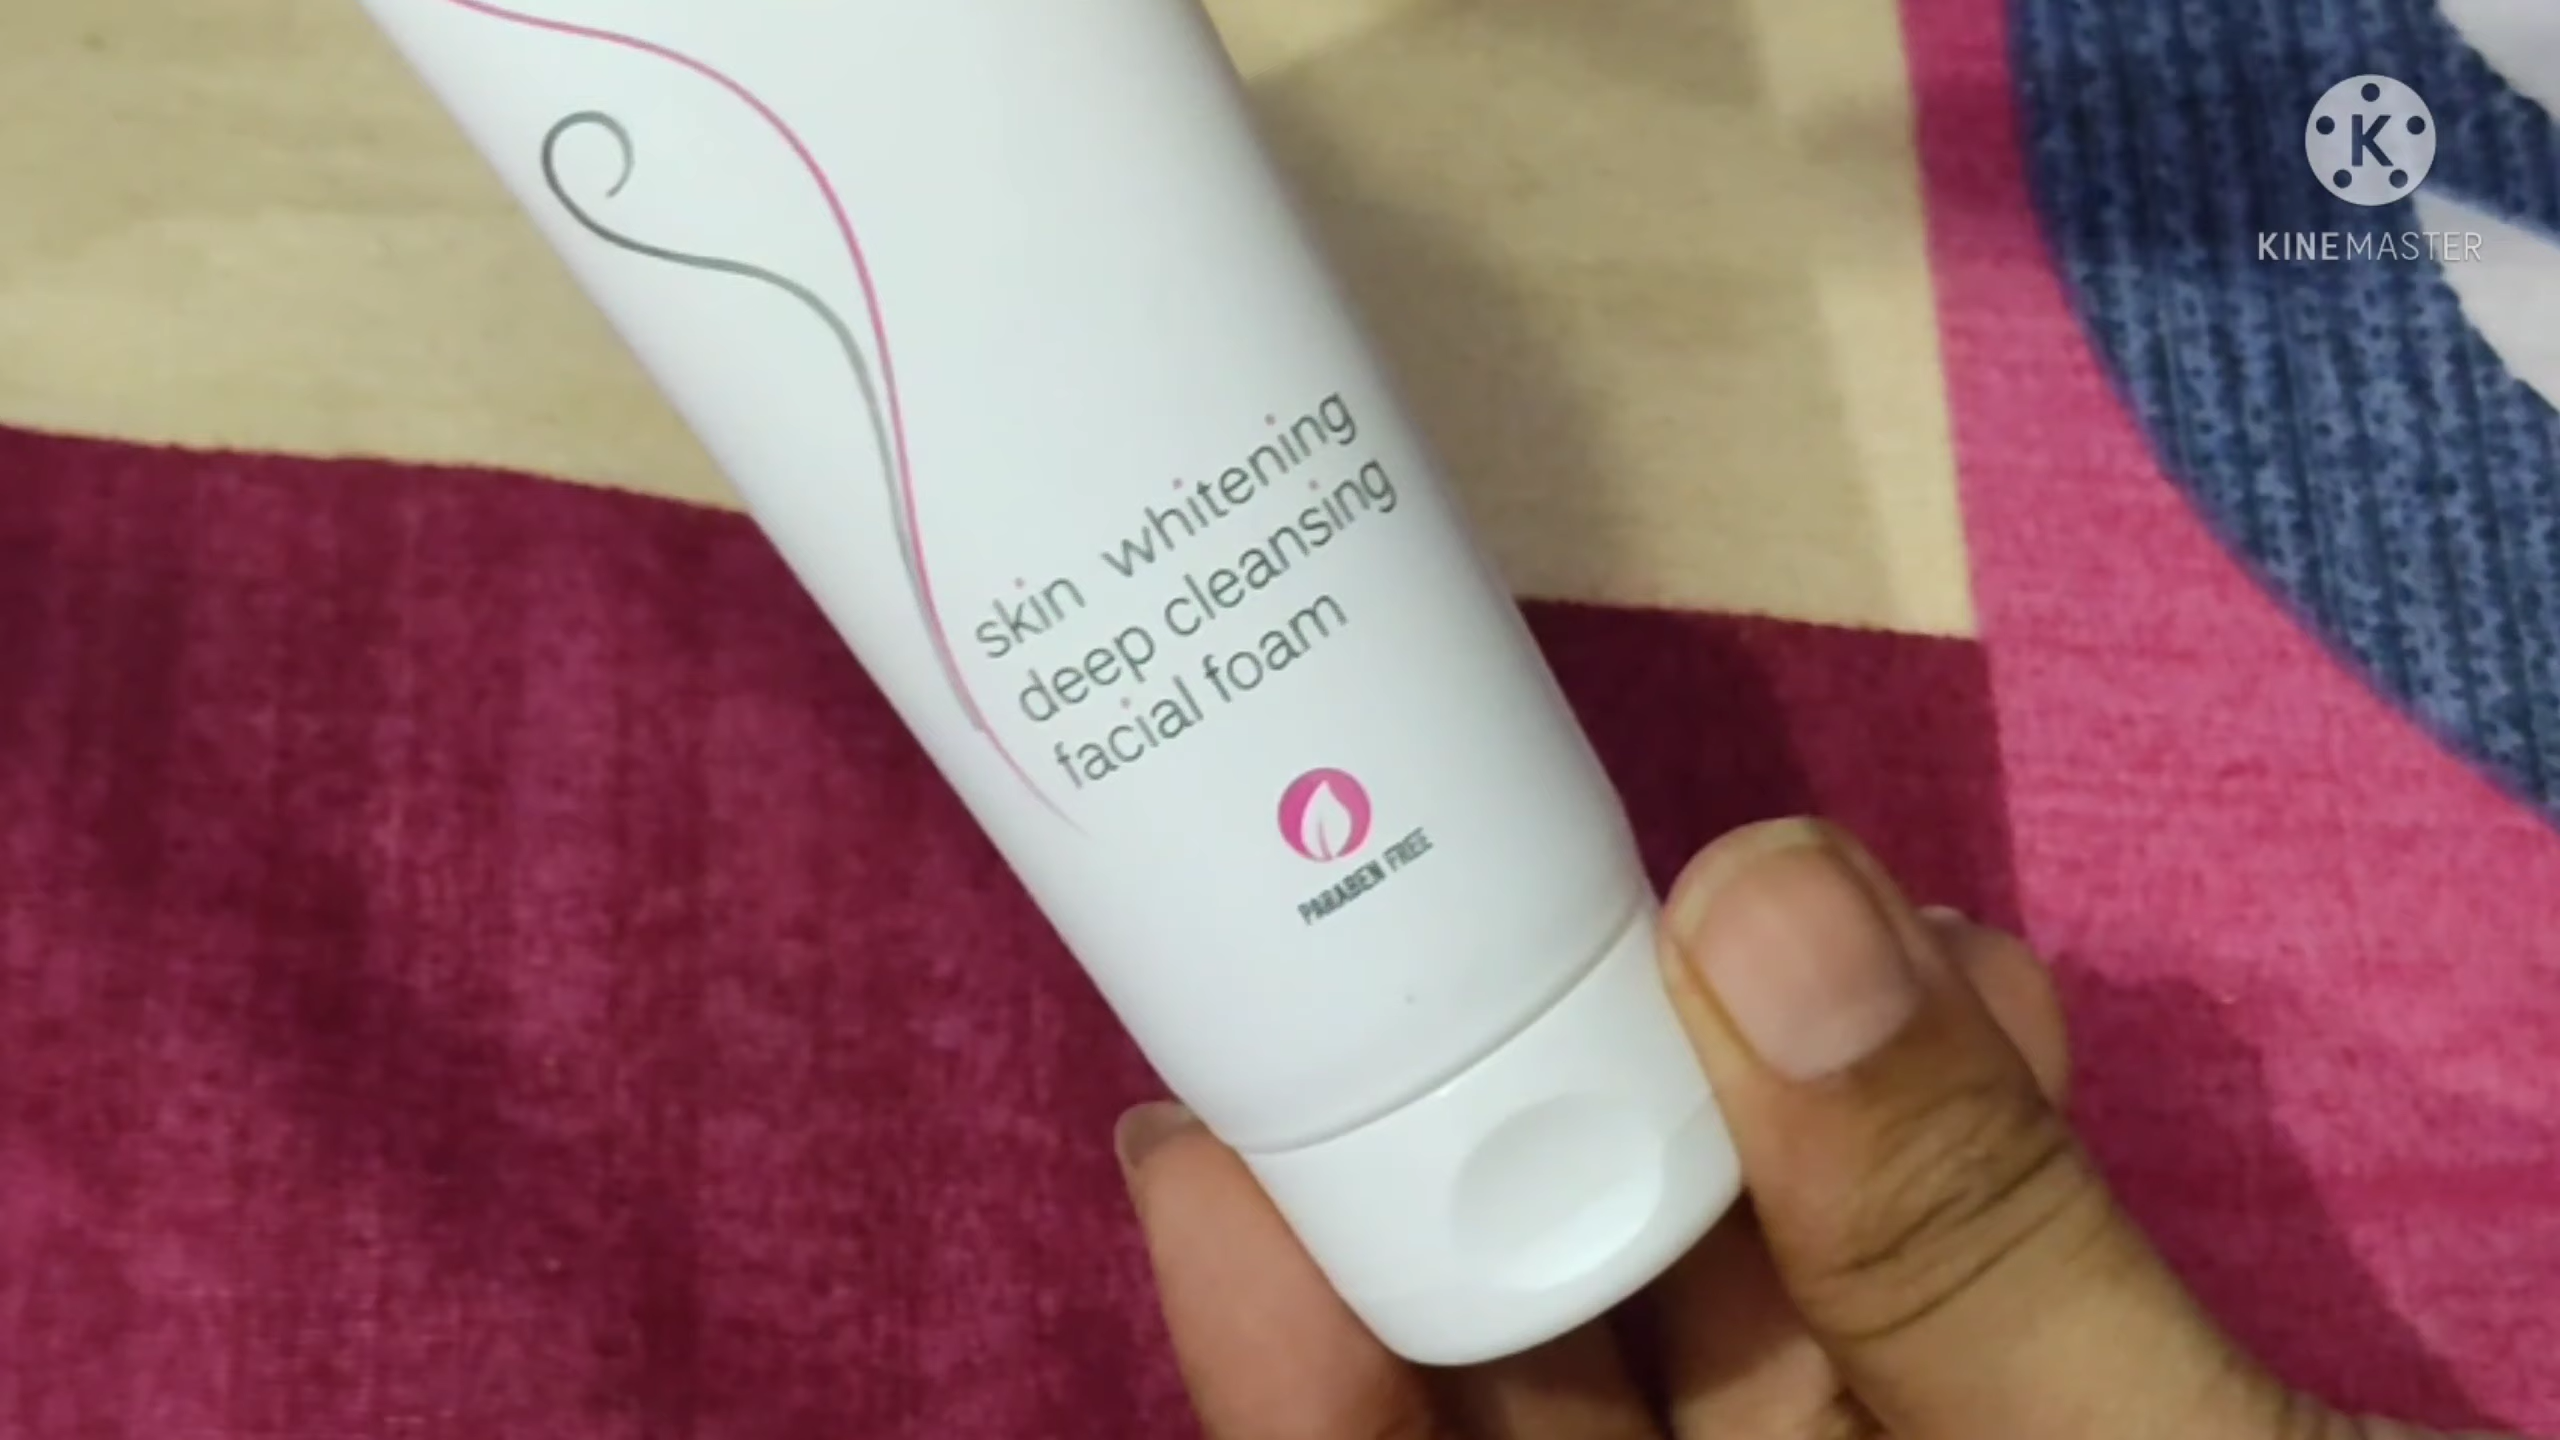 K
KINEMASTER
skin whitening
deep cleansing
facial foam
PARABEN FREE